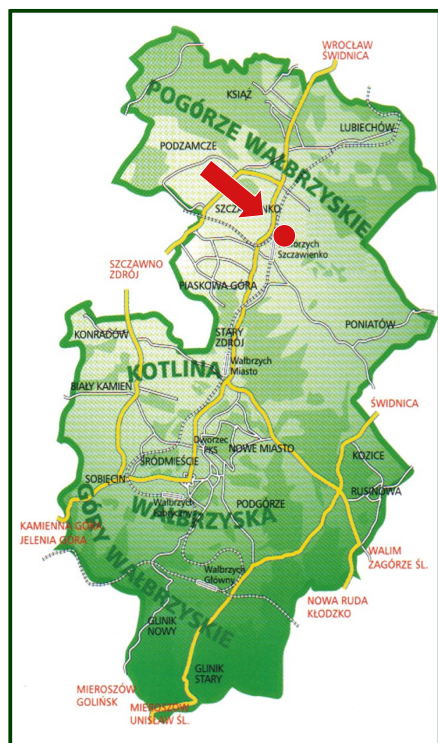 WROCŁAW
ŚWIDNICA
KSIĄŻ
POGÓRZE WAŁBRZYSKIE
LUBIECHÓW
PODZAMCZE
Szczawienko
SZCZAWNO
ZDRÓJ
PIASKOWA GÓRA
PONIATÓW
STARY
ZDRÓJ
KONRADÓW
Wałbrzych
Miasto
KOTLINA
BIAŁY KAMIEŃ
ŚWIDNICA
Dworzec
PKS
NOWE MIASTO
KOZICE
ŚRÓDMIEŚCIE
SOBIĘCIN
RUSINOWA
Wałbrzych
PODGÓRZE
WAŁBRZYSKA
KAMIENNA GÓRA
JELENIA GÓRA
GÓRY WAŁBRZYSKIE
WALIM
ZAGÓRZE ŚL.
Wałbrzych
Główny
NOWA RUDA
KŁODZKO
GLINIK
NOWY
GLINIK
STARY
MIEROSZÓW
GOLIŃSK
MIEROSZÓW
UNISŁAW ŚL.